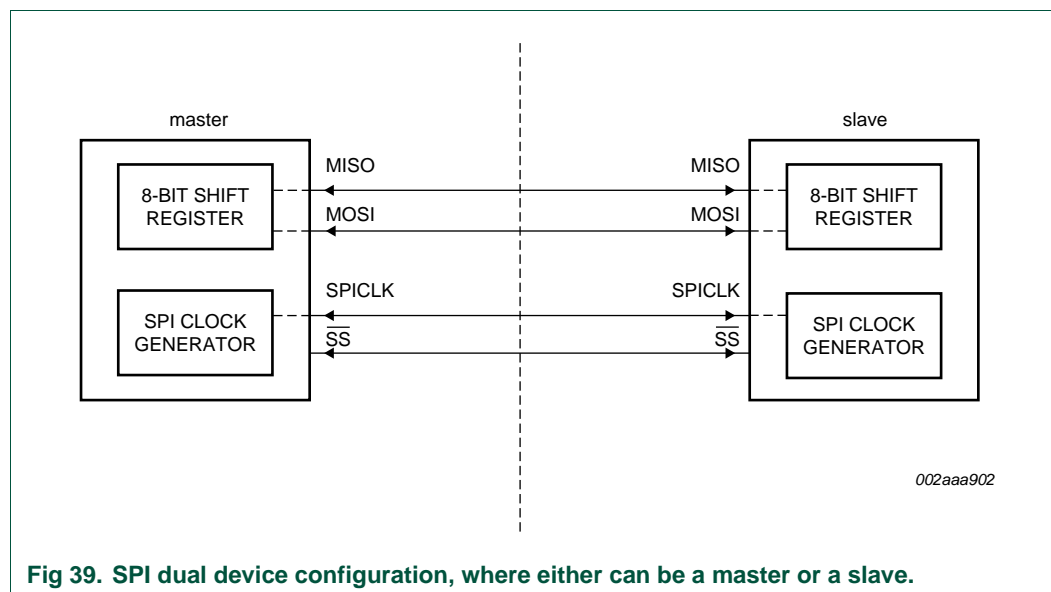 master
slave
8-BIT SHIFT
REGISTER
MISO
MISO
MOSI
MOSI
8-BIT SHIFT
REGISTER
SPI CLOCK
GENERATOR
SPICLK
SPICLK
SS
SS
SPI CLOCK
GENERATOR
002aaa902
Fig 39. SPI dual device configuration, where either can be a master or a slave.